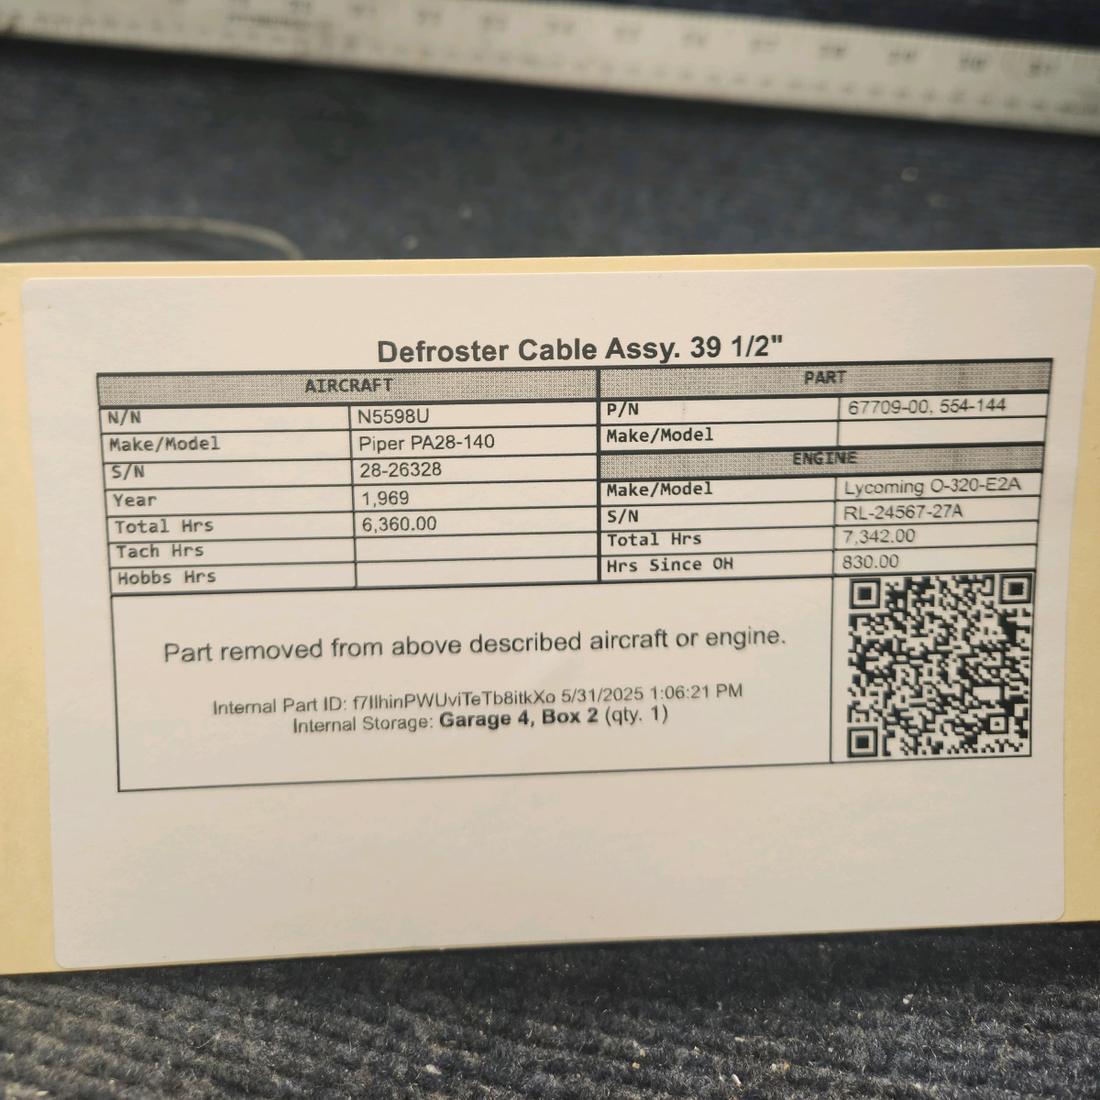 Defroster Cable Assy. 39 1/2"
AIRCRAFT
N/N N5598U
Make/Model Piper PA28-140
S/N 28-26328
Year 1,969
Total Hrs 6,360.00
Tach Hrs
Hobbs Hrs
PART
P/N 67709-00, 554-144
Make/Model
ENGINE
Make/Model Lycoming O-320-E2A
S/N RL-24567-27A
Total Hrs 7,342.00
Hrs Since OH 830.00
Part removed from above described aircraft or engine.
Internal Part ID: f7IlhinPWUviTeTb8itkXo 5/31/2025 1:06:21 PM
Internal Storage: Garage 4, Box 2 (qty. 1)